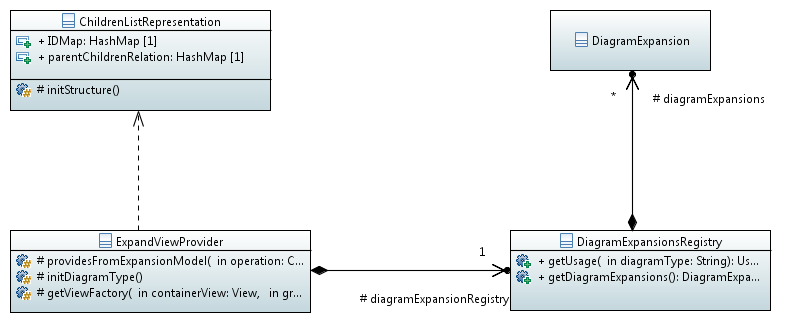 ChildrenListRepresentation
+ IDMap: HashMap [1]
+ parentChildrenRelation: HashMap [1]
# initStructure()
DiagramExpansion
*
# diagramExpansions
ExpandViewProvider
# providesFromExpansionModel( in operation: C...
# initDiagramType()
# getViewFactory( in containerView: View, in gr...
1
# diagramExpansionRegistry
DiagramExpansionsRegistry
+ getUsage( in diagramType: String): Us...
+ getDiagramExpansions(): DiagramExpa...